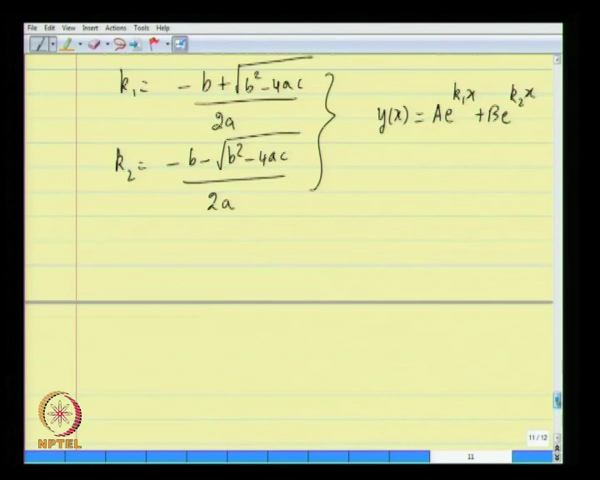 File Edit View Insert Actions Tools Help
k₁ = -b + √(b² - 4ac) / 2a
k₂ = -b - √(b² - 4ac) / 2a
y(x) = Ae^{k₁x} + Be^{k₂x}
NPTEL
11 / 12
11